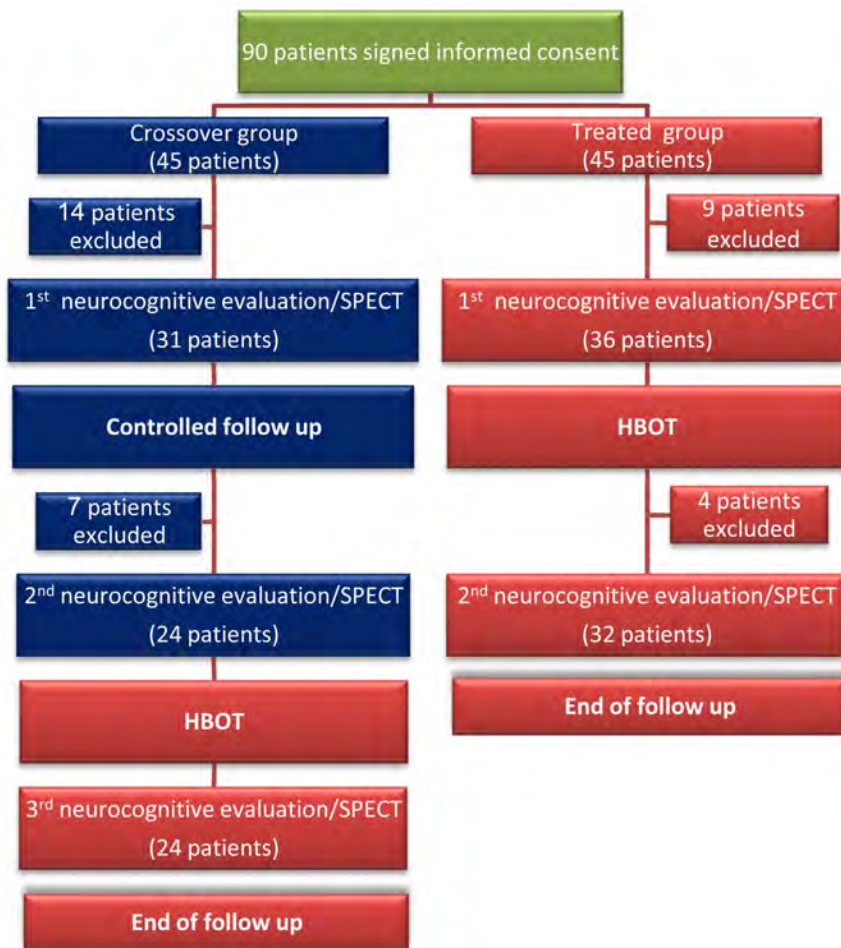 90 patients signed informed consent
Crossover group
(45 patients)
14 patients
excluded
1st neurocognitive evaluation/SPECT
(31 patients)
Controlled follow up
7 patients
excluded
2nd neurocognitive evaluation/SPECT
(24 patients)
HBOT
3rd neurocognitive evaluation/SPECT
(24 patients)
End of follow up
Treated group
(45 patients)
9 patients
excluded
1st neurocognitive evaluation/SPECT
(36 patients)
HBOT
4 patients
excluded
2nd neurocognitive evaluation/SPECT
(32 patients)
End of follow up